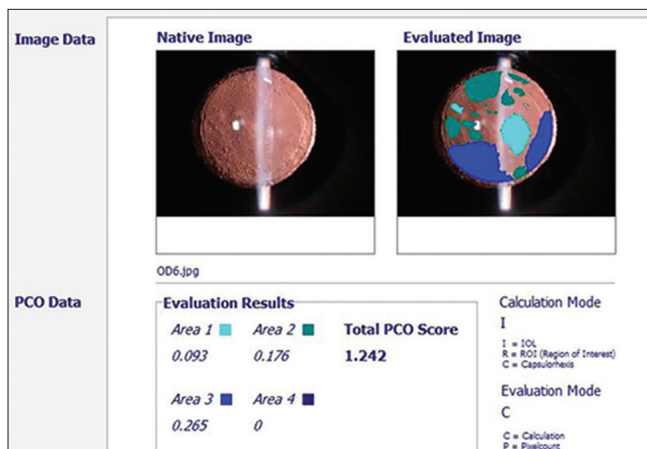 Image Data
Native Image
Evaluated Image
OD6.jpg
PCO Data
Evaluation Results
Area 1
Area 2
Total PCO Score
0.093
0.176
1.242
Area 3
Area 4
0.265
0
Calculation Mode
I
I = IOL
R = ROI (Region of Interest)
C = Capsulorhexis
Evaluation Mode
C
C = Calculation
P = Pixelcount